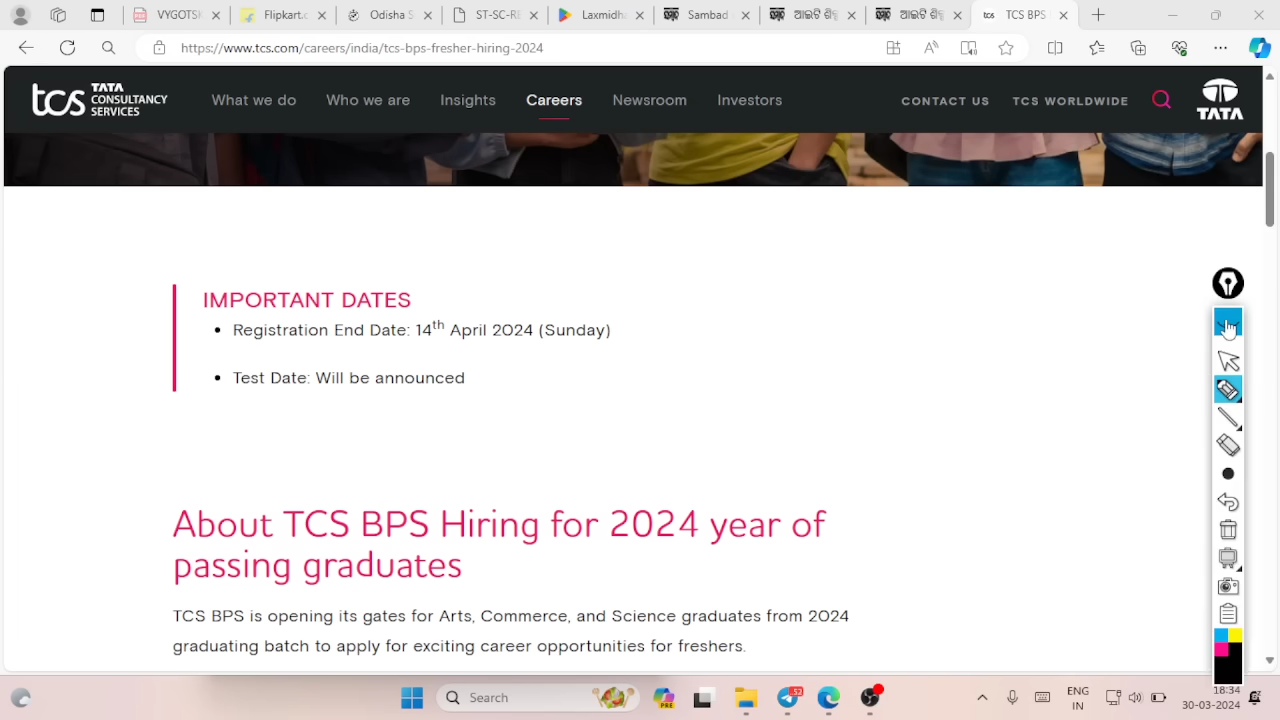 VYGOTSK
Flipkart.c
Odisha S
ST-SC-RE
Laxmidha
Sambad
TCS BPS
https://www.tcs.com/careers/india/tcs-bps-fresher-hiring-2024
tcs TATA CONSULTANCY SERVICES
What we do
Who we are
Insights
Careers
Newsroom
Investors
CONTACT US
TCS WORLDWIDE
TATA
IMPORTANT DATES
• Registration End Date: 14th April 2024 (Sunday)
• Test Date: Will be announced
About TCS BPS Hiring for 2024 year of
passing graduates
TCS BPS is opening its gates for Arts, Commerce, and Science graduates from 2024
graduating batch to apply for exciting career opportunities for freshers.
Search
PRE
ENG
IN
18:34
30-03-2024